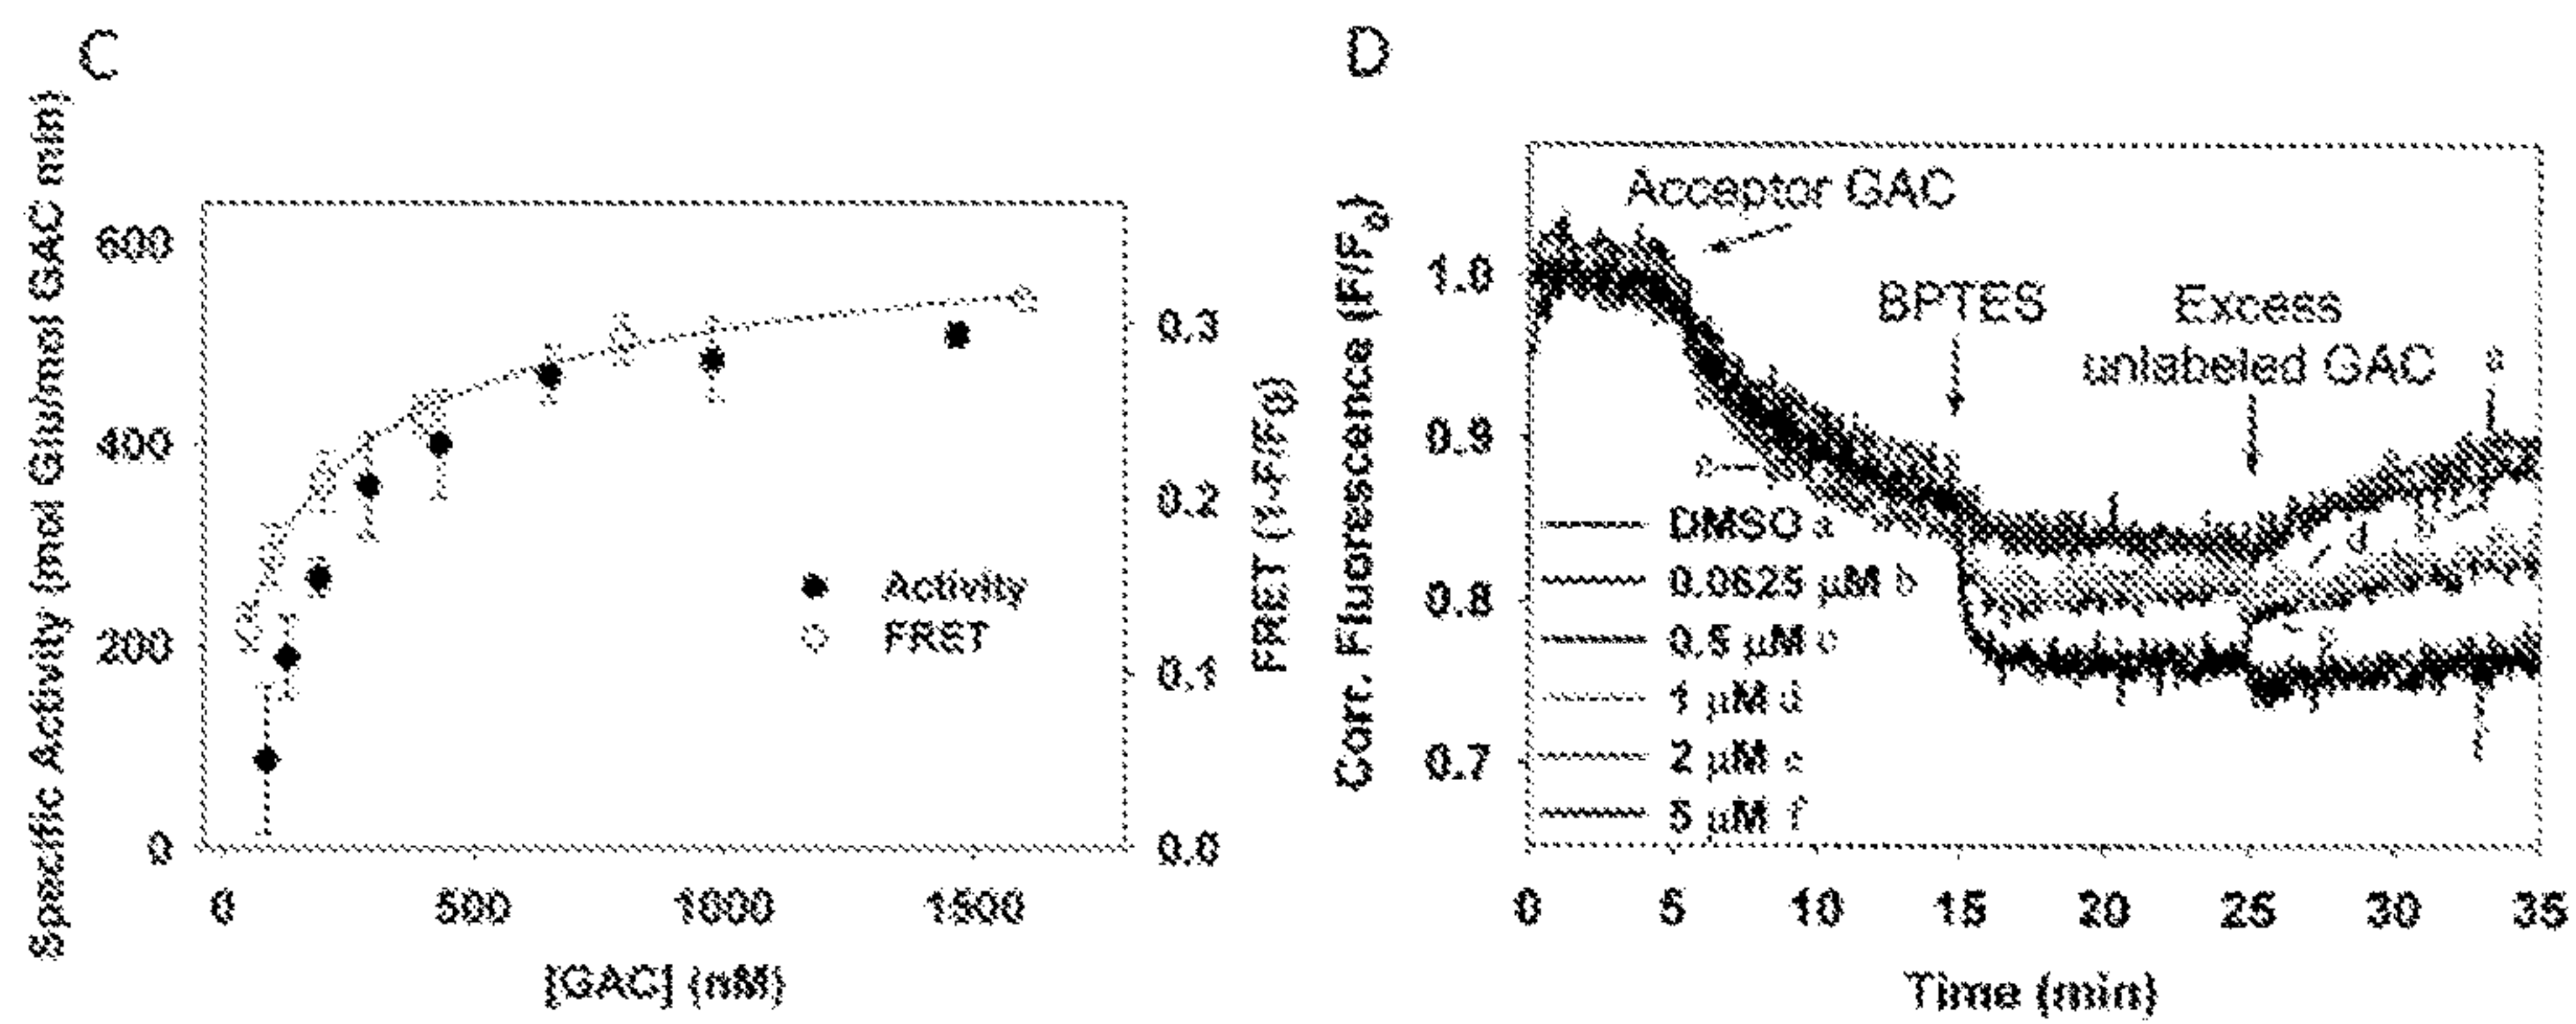 C
Specific Activity (mol Glu/mol GAC min)
600
400
200
0
0.3
0.2
0.1
0.0
FRET (1-F/F0)
Activity
FRET
0 500 1000 1500
[GAC] (nM)
D
Corr. Fluorescence (F/F0)
1.0
0.9
0.8
0.7
Acceptor GAC
BPTES
Excess
unlabeled GAC
d
DMSO a
0.0625 µM b
0.5 µM c
1 µM d
2 µM e
5 µM f
0 5 10 15 20 25 30 35
Time (min)